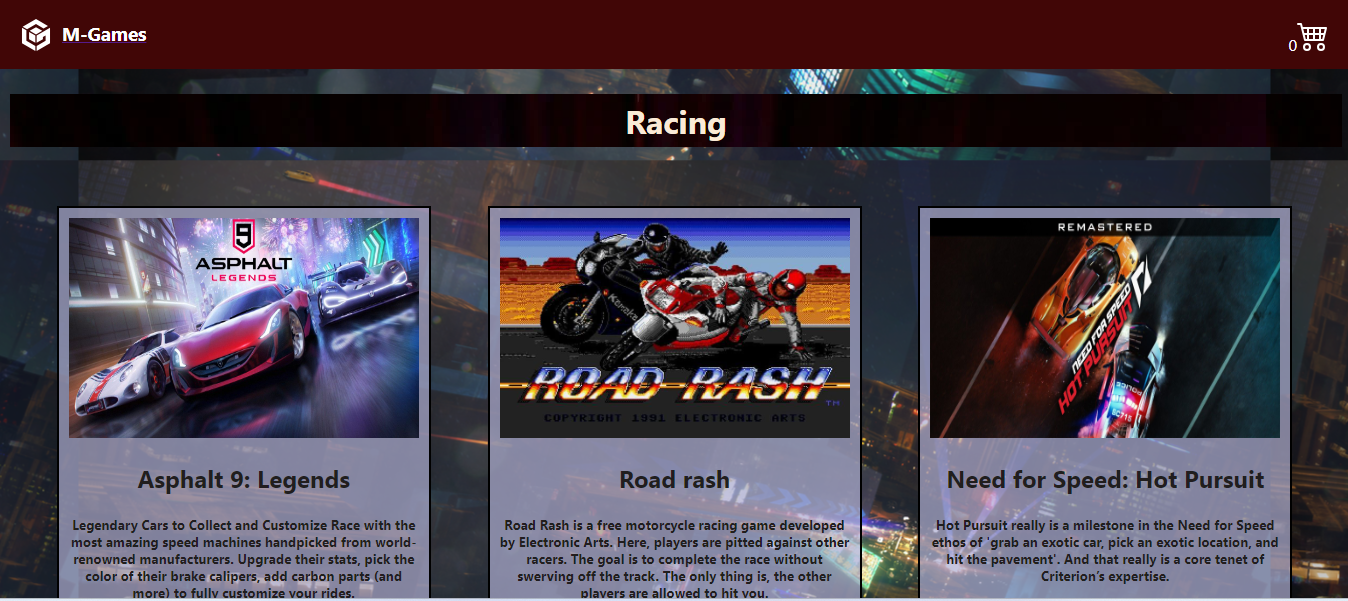 M-Games
0
Racing
9
ASPHALT
LEGENDS
Kataka
ROAD RASH
TM
COPYRIGHT 1991 ELECTRONIC ARTS
REMASTERED
NEED FOR SPEED
HOT PURSUIT
POLICE
Asphalt 9: Legends
Road rash
Need for Speed: Hot Pursuit
Legendary Cars to Collect and Customize Race with the
most amazing speed machines handpicked from world-
renowned manufacturers. Upgrade their stats, pick the
color of their brake calipers, add carbon parts (and
more) to fully customize your rides.
Road Rash is a free motorcycle racing game developed
by Electronic Arts. Here, players are pitted against other
racers. The goal is to complete the race without
swerving off the track. The only thing is, the other
players are allowed to hit you.
Hot Pursuit really is a milestone in the Need for Speed
ethos of 'grab an exotic car, pick an exotic location, and
hit the pavement'. And that really is a core tenet of
Criterion's expertise.